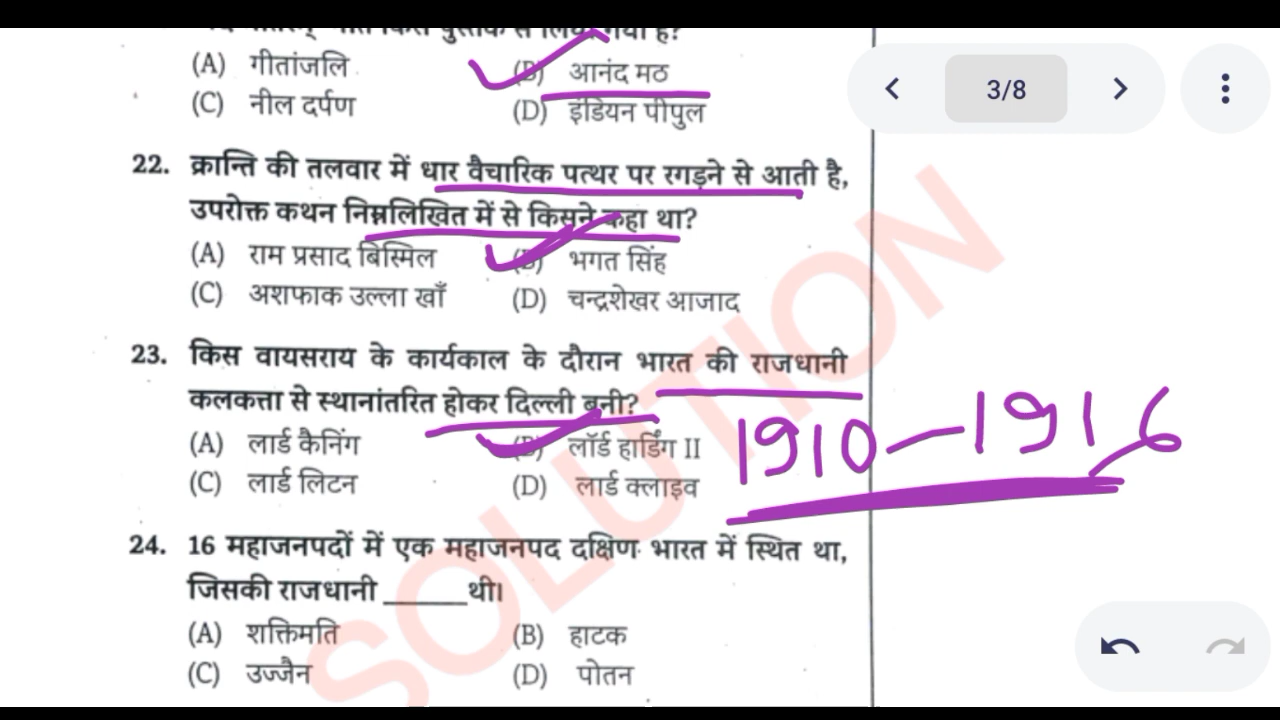 गीत किस पुस्तक से लिया गया है?
(A) गीतांजलि (B) आनंद मठ
(C) नील दर्पण (D) इंडियन पीपुल
3/8
22. क्रान्ति की तलवार में धार वैचारिक पत्थर पर रगड़ने से आती है,
उपरोक्त कथन निम्नलिखित में से किसने कहा था?
(A) राम प्रसाद बिस्मिल (B) भगत सिंह
(C) अशफाक उल्ला खाँ (D) चन्द्रशेखर आजाद
23. किस वायसराय के कार्यकाल के दौरान भारत की राजधानी
कलकत्ता से स्थानांतरित होकर दिल्ली बनी?
(A) लार्ड कैनिंग (B) लॉर्ड हार्डिंग II
(C) लार्ड लिटन (D) लार्ड क्लाइव
1910-1916
24. 16 महाजनपदों में एक महाजनपद दक्षिण भारत में स्थित था,
जिसकी राजधानी ______थी।
(A) शक्तिमति (B) हाटक
(C) उज्जैन (D) पोतन
SOLUTION